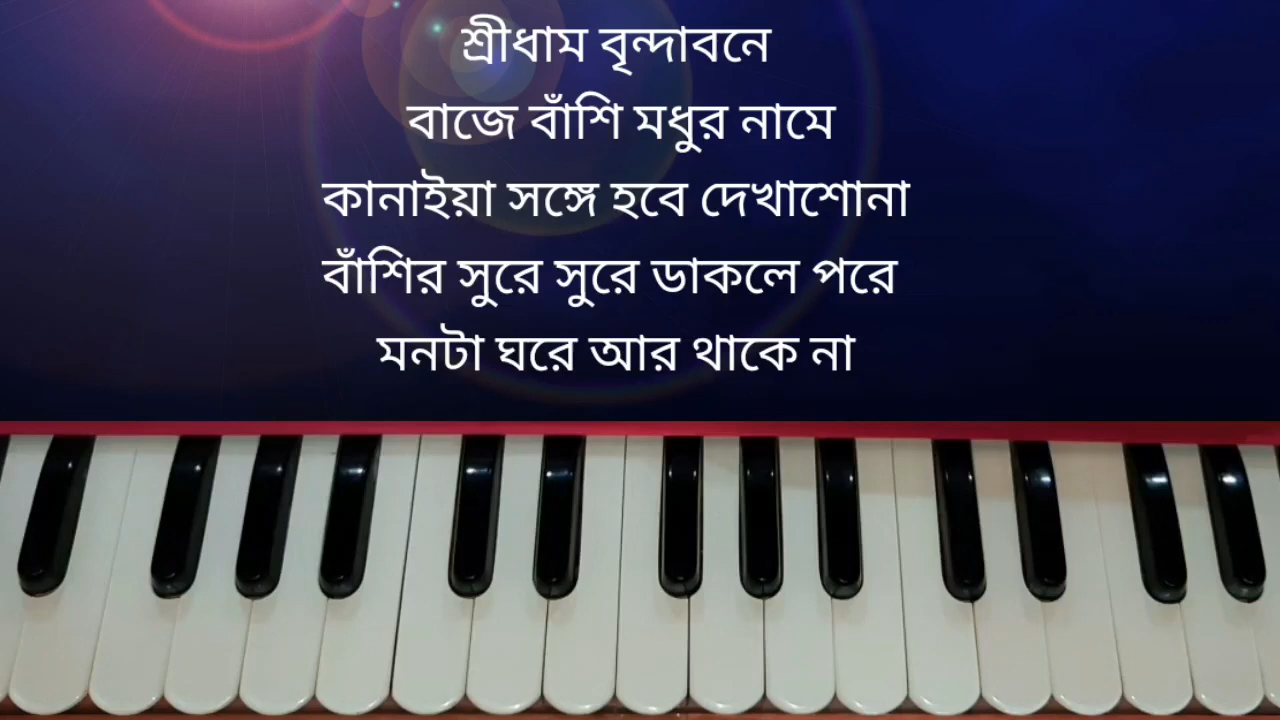 শ্রীধাম বৃন্দাবনে
বাজে বাঁশি মধুর নামে
কানাইয়া সঙ্গে হবে দেখাশোনা
বাঁশির সুরে সুরে ডাকলে পরে
মনটা ঘরে আর থাকে না